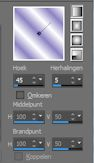 Hoek Herhalingen
45 5
Omkeren
Middelpunt
H 100 V 50
Brandpunt
H 100 V 50
Koppelen